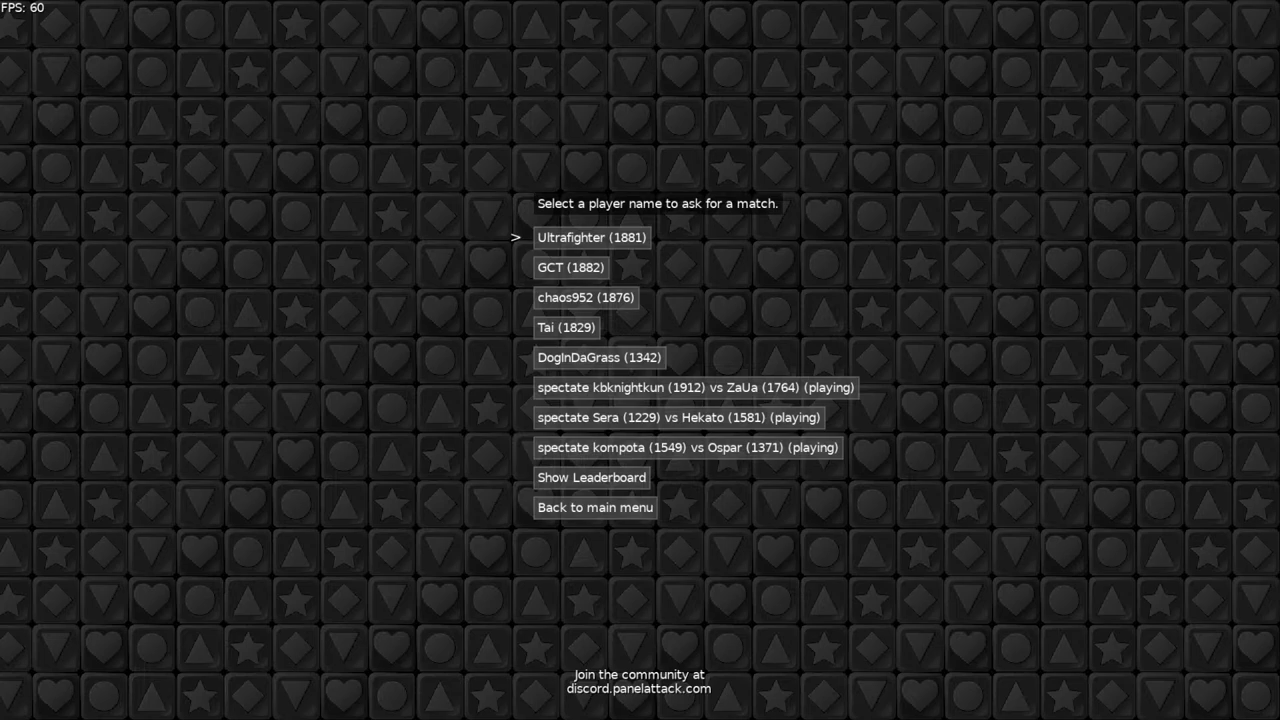 FPS: 60
Select a player name to ask for a match.
> Ultrafighter (1881)
GCT (1882)
chaos952 (1876)
Tai (1829)
DogInDaGrass (1342)
spectate kbknightkun (1912) vs ZaUa (1764) (playing)
spectate Sera (1229) vs Hekato (1581) (playing)
spectate kompota (1549) vs Ospar (1371) (playing)
Show Leaderboard
Back to main menu
Join the community at
discord.panelattack.com